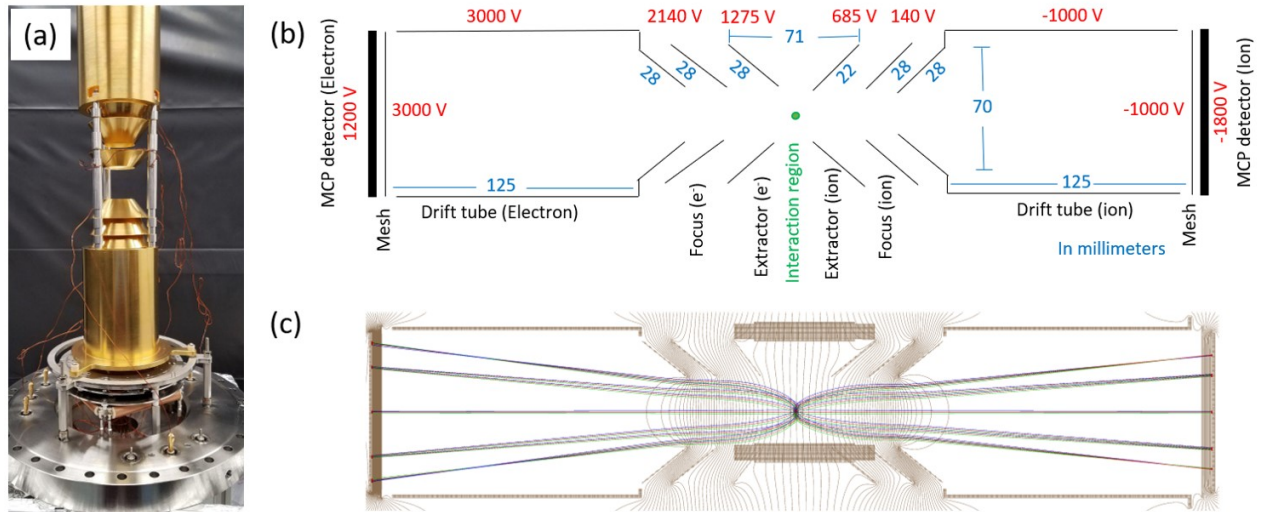 (a)
(b)
3000 V
2140 V
1275 V
685 V
140 V
-1000 V
71
28
28
28
22
28
28
MCP detector (Electron)
1200 V
3000 V
70
-1000 V
-1800 V
MCP detector (Ion)
125
125
Mesh
Drift tube (Electron)
Focus (e-)
Extractor (e-)
Interaction region
Extractor (ion)
Focus (ion)
Drift tube (ion)
Mesh
In millimeters
(c)